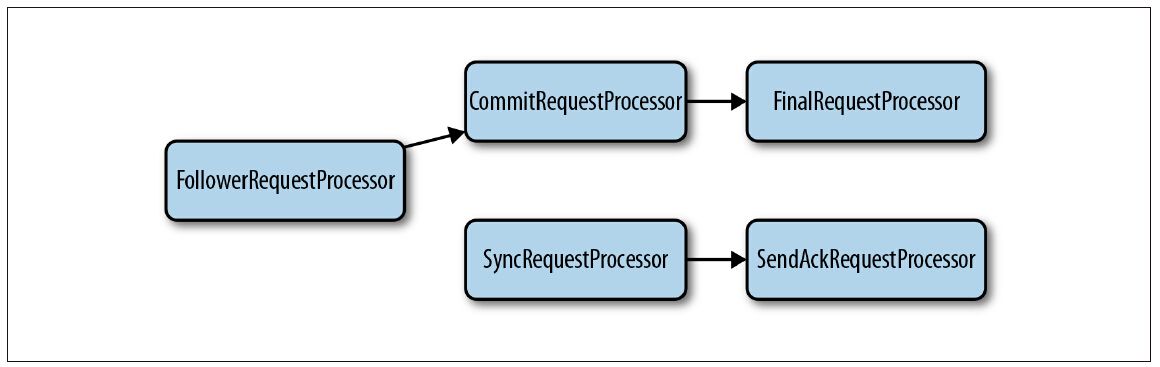 CommitRequestProcessor
FinalRequestProcessor
FollowerRequestProcessor
SyncRequestProcessor
SendAckRequestProcessor